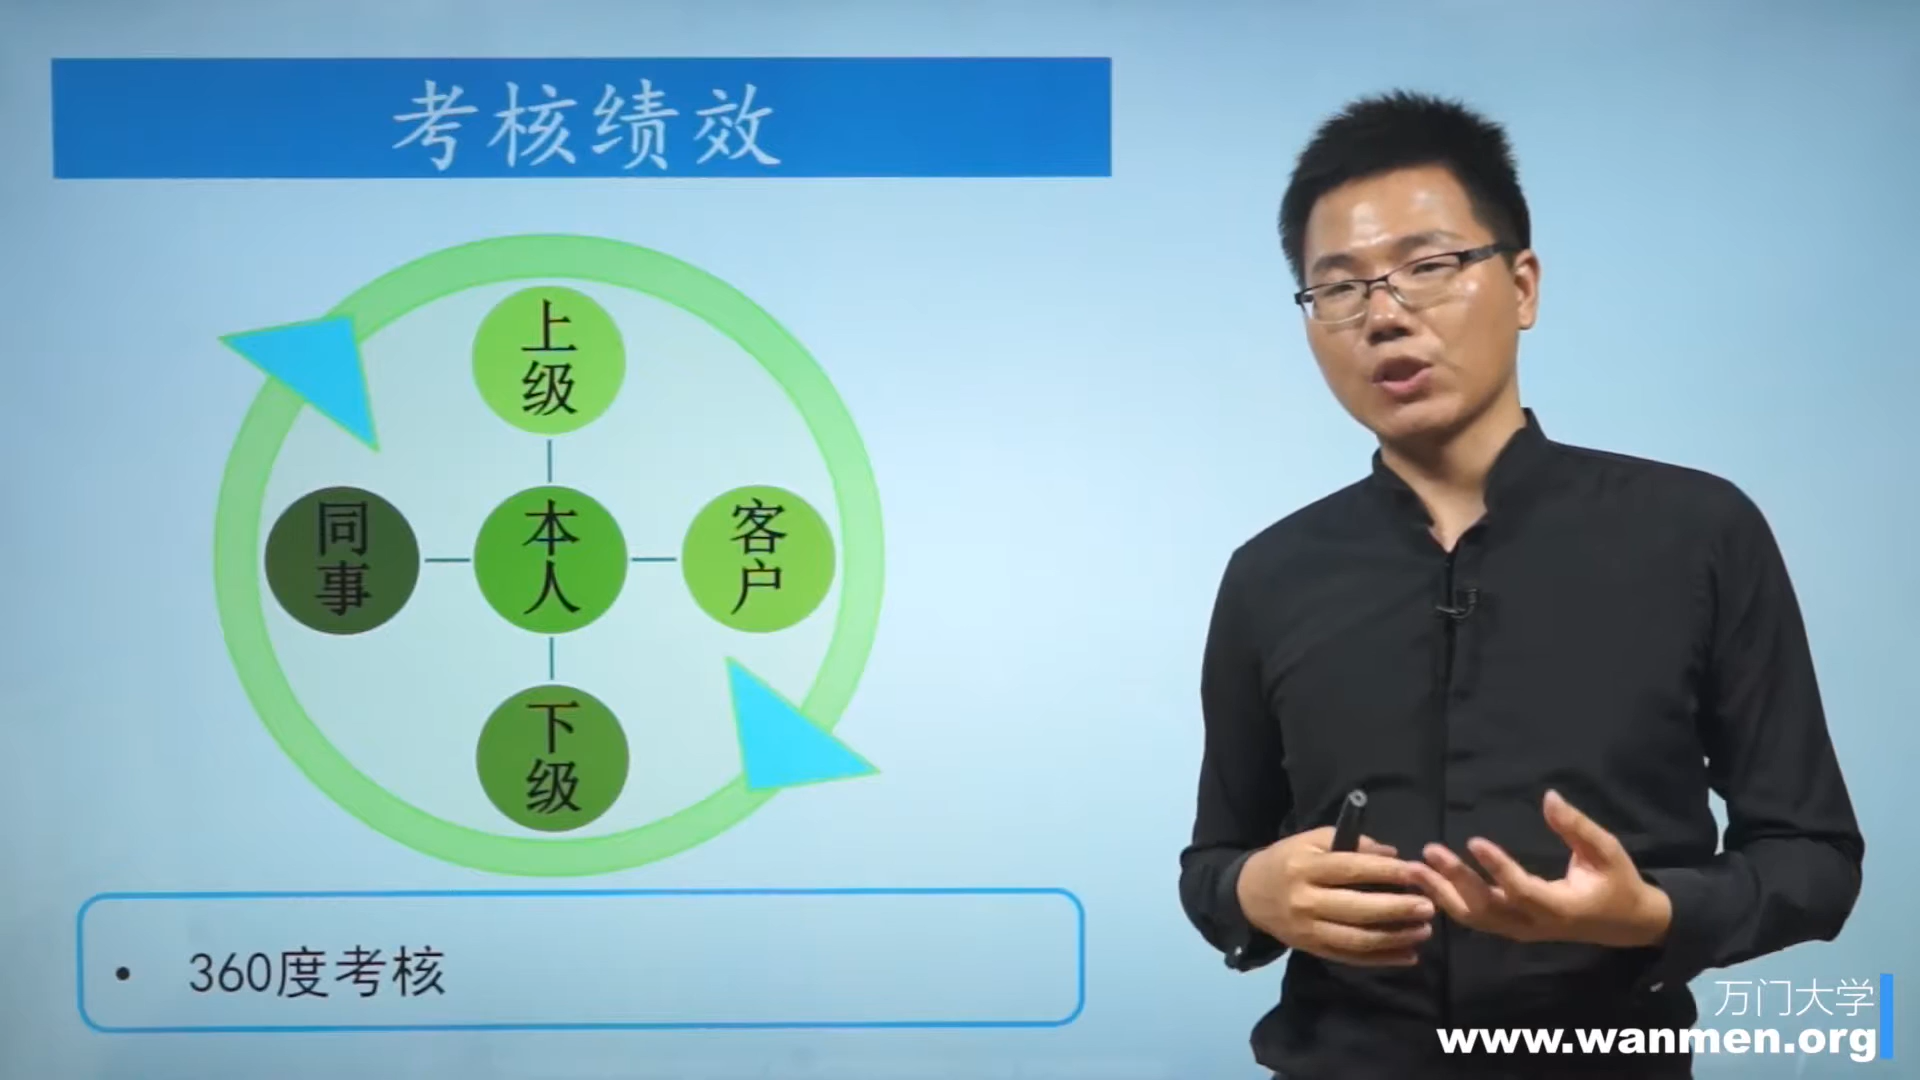 考核绩效
上级
同事
本人
客户
下级
• 360度考核
万门大学
www.wanmen.org